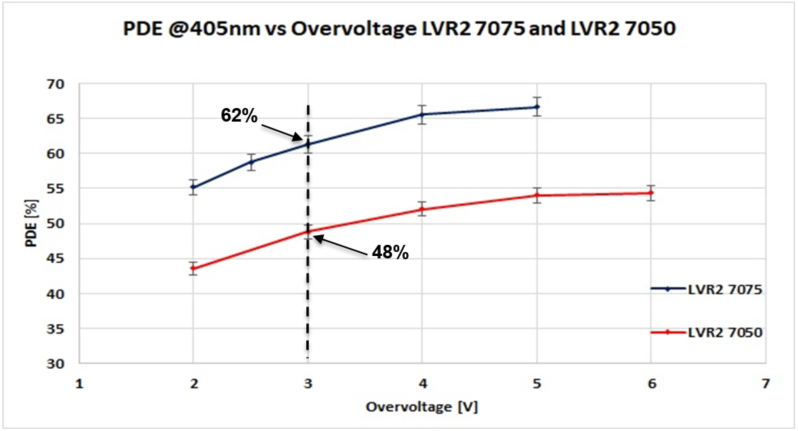 PDE @405nm vs Overvoltage LVR2 7075 and LVR2 7050
70
65
60
55
50
45
40
35
30
PDE [%]
62%
48%
LVR2 7075
LVR2 7050
1 2 3 4 5 6 7
Overvoltage [V]